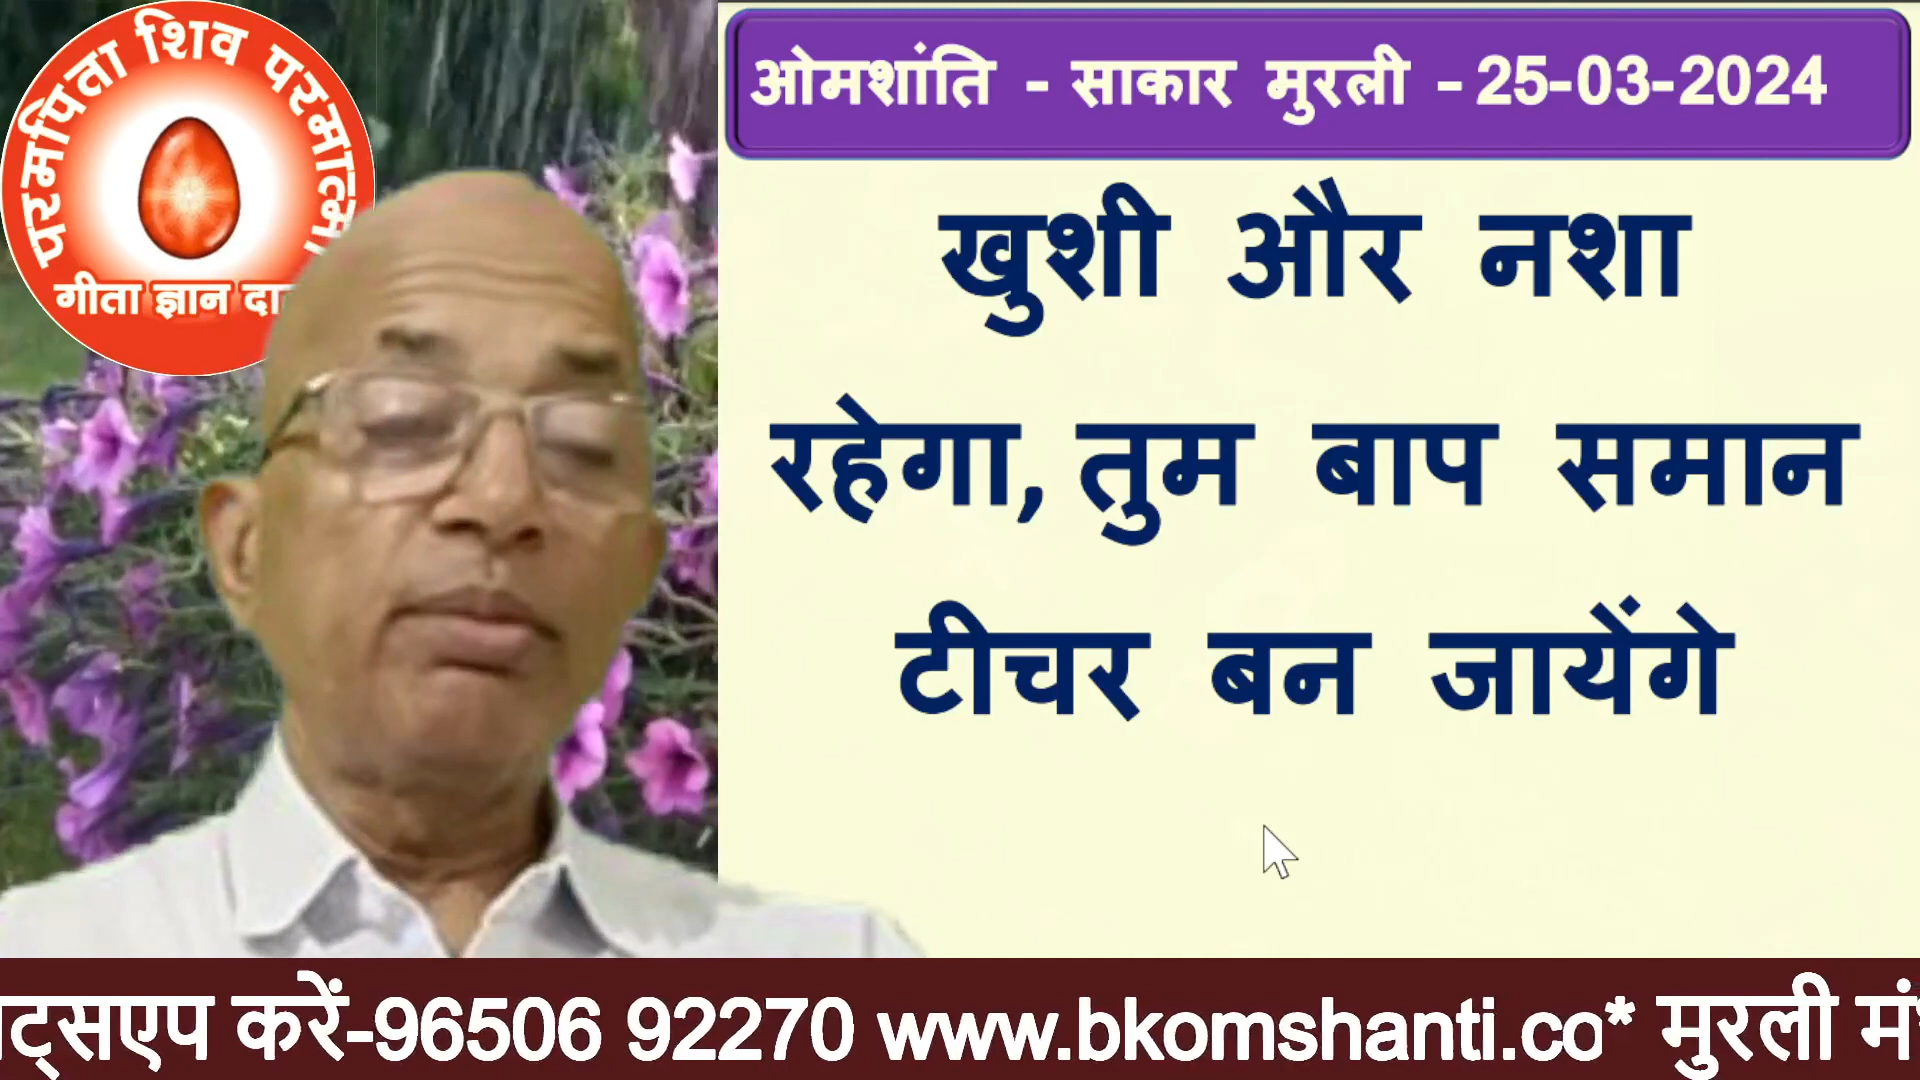 परमपिता शिव परमात्मा
गीता ज्ञान
ओमशांति - साकार मुरली - 25-03-2024
खुशी और नशा
रहेगा, तुम बाप समान
टीचर बन जायेंगे
करें-96506 92270 www.bkomshanti.co* मुरली